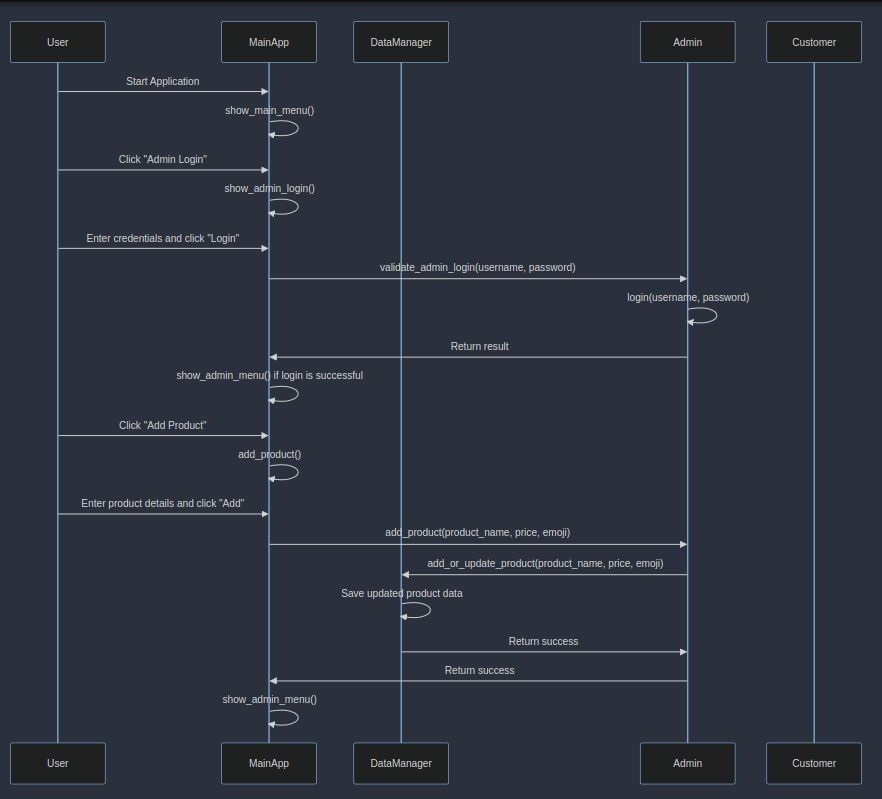 User MainApp DataManager Admin Customer
Start Application
show_main_menu()
Click "Admin Login"
show_admin_login()
Enter credentials and click "Login"
validate_admin_login(username, password)
login(username, password)
Return result
show_admin_menu() if login is successful
Click "Add Product"
add_product()
Enter product details and click "Add"
add_product(product_name, price, emoji)
add_or_update_product(product_name, price, emoji)
Save updated product data
Return success
Return success
show_admin_menu()
User MainApp DataManager Admin Customer